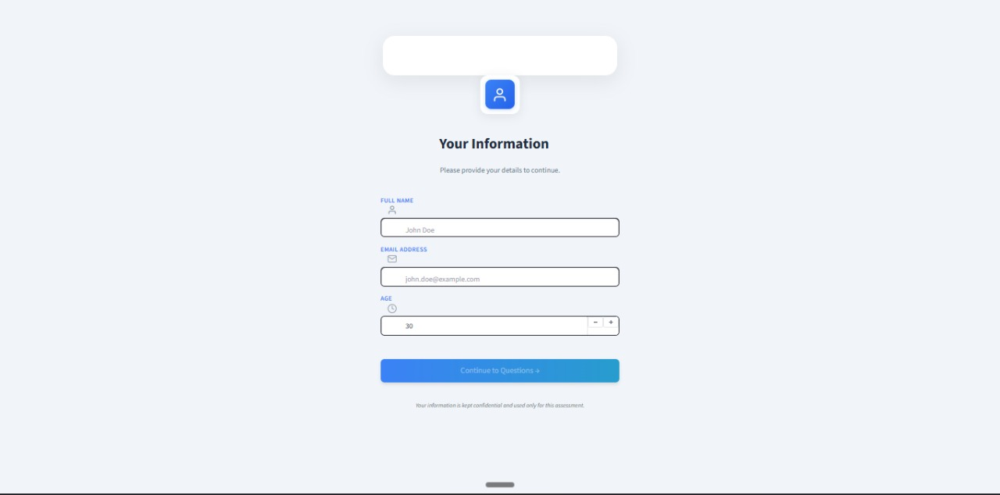 Your Information
Please provide your details to continue.
FULL NAME
John Doe
EMAIL ADDRESS
john.doe@example.com
AGE
30
− +
Continue to Questions →
Your information is kept confidential and used only for this assessment.